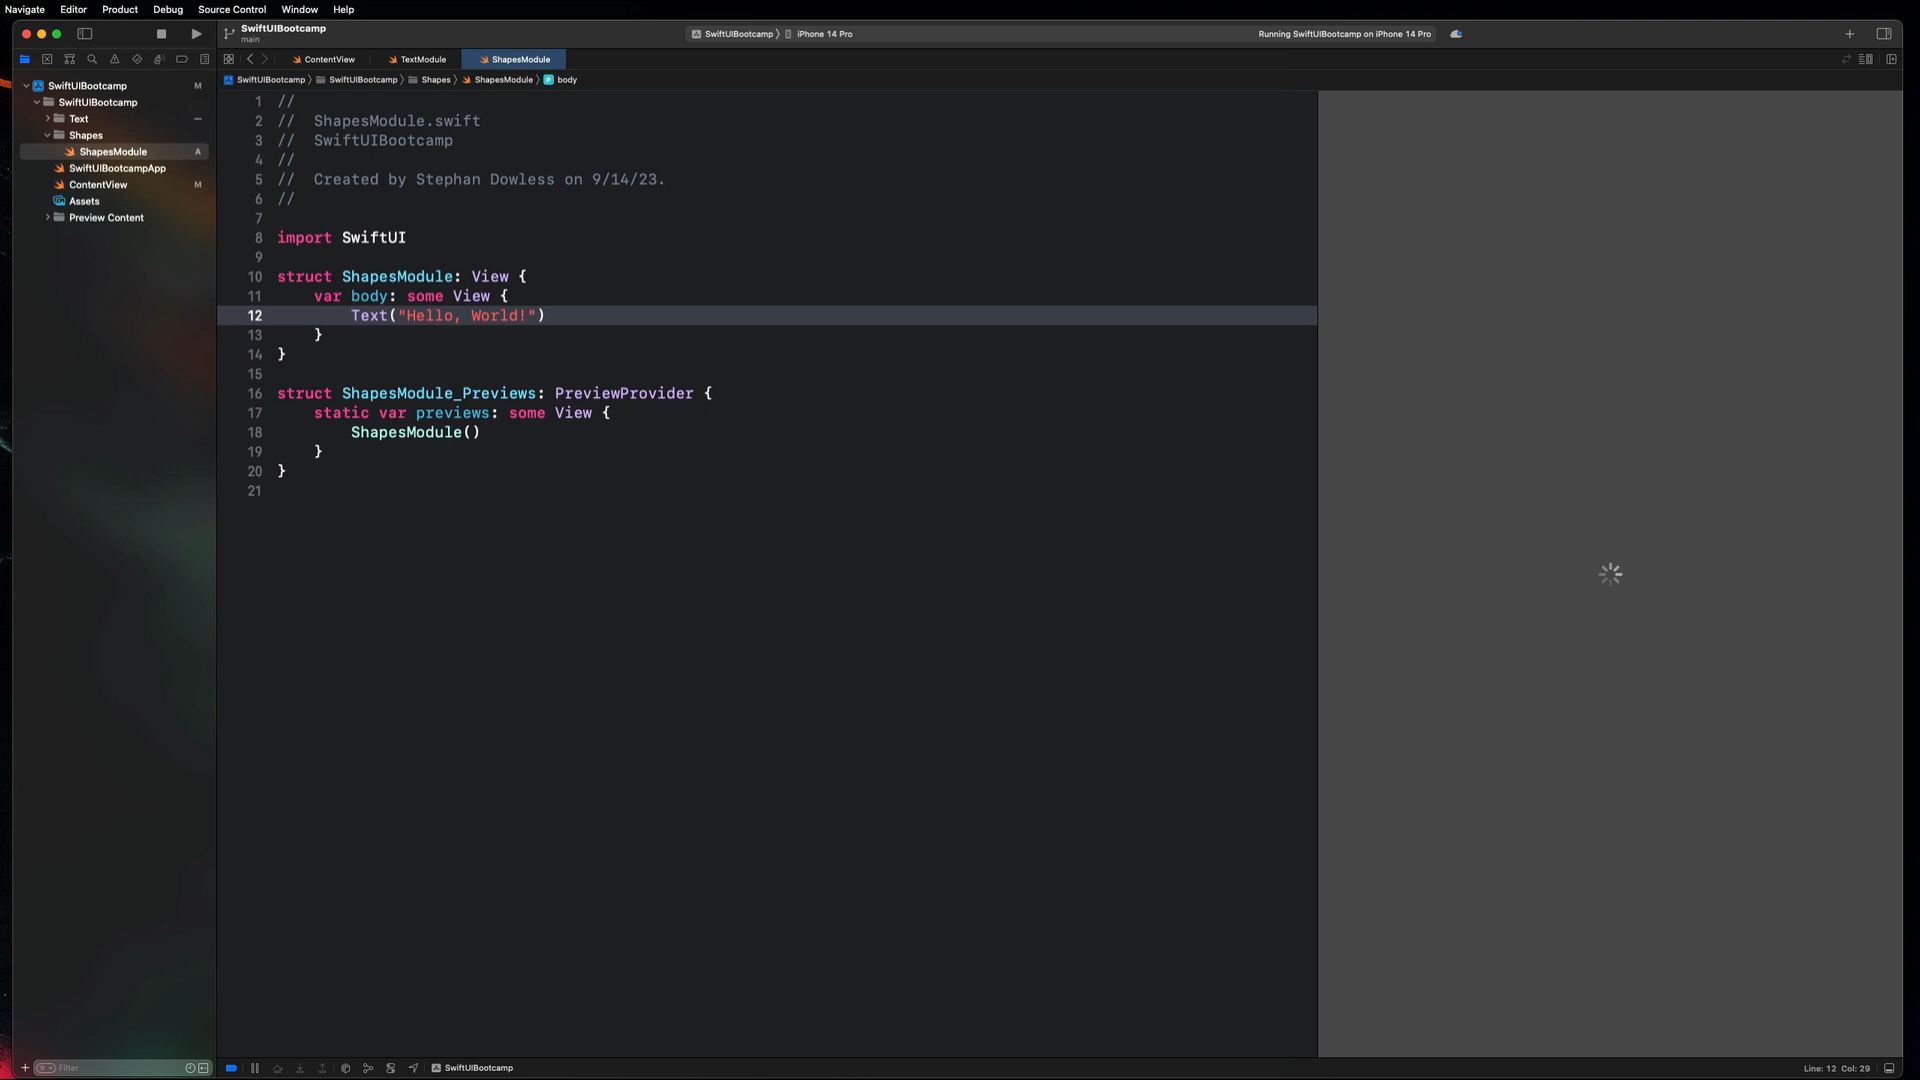 Navigate Editor Product Debug Source Control Window Help
SwiftUIBootcamp
main
SwiftUIBootcamp 〉 iPhone 14 Pro
Running SwiftUIBootcamp on iPhone 14 Pro
ContentView TextModule ShapesModule
SwiftUIBootcamp 〉 SwiftUIBootcamp 〉 Shapes 〉 ShapesModule 〉 P body
SwiftUIBootcamp M
SwiftUIBootcamp
Text
Shapes
ShapesModule A
SwiftUIBootcampApp
ContentView M
Assets
Preview Content
1 //
2 //  ShapesModule.swift
3 //  SwiftUIBootcamp
4 //
5 //  Created by Stephan Dowless on 9/14/23.
6 //
7
8 import SwiftUI
9
10 struct ShapesModule: View {
11     var body: some View {
12         Text("Hello, World!")
13     }
14 }
15
16 struct ShapesModule_Previews: PreviewProvider {
17     static var previews: some View {
18         ShapesModule()
19     }
20 }
21
Filter
SwiftUIBootcamp
Line: 12 Col: 29